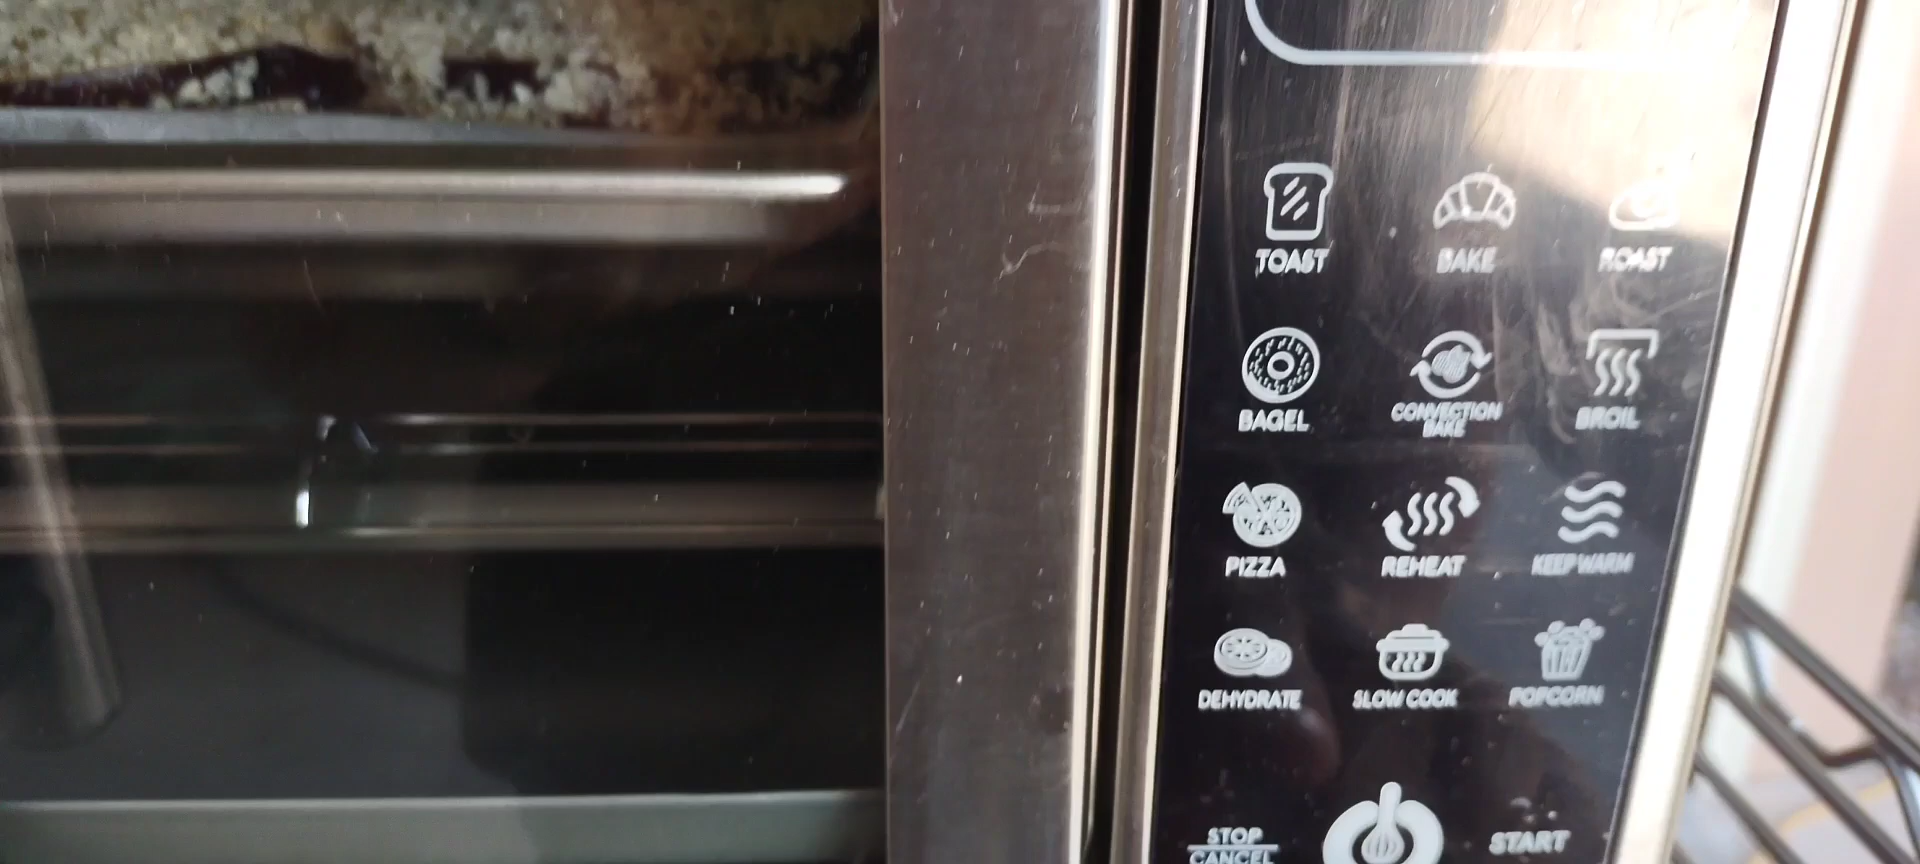 TOAST BAKE ROAST
BAGEL CONVECTION BAKE BROIL
PIZZA REHEAT KEEP WARM
DEHYDRATE SLOW COOK POPCORN
STOP
CANCEL
START